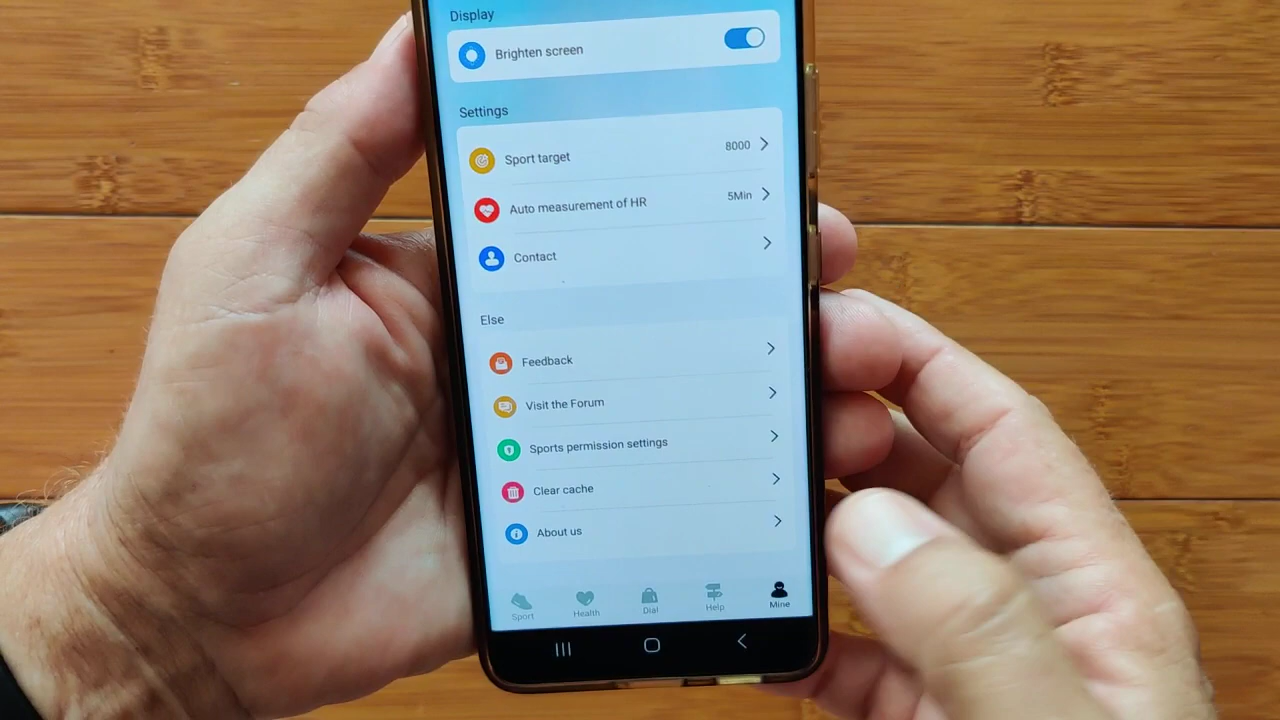 Display
Brighten screen
Settings
Sport target 8000
Auto measurement of HR 5Min
Contact
Else
Feedback
Visit the Forum
Sports permission settings
Clear cache
About us
Sport Health Dial Help Mine